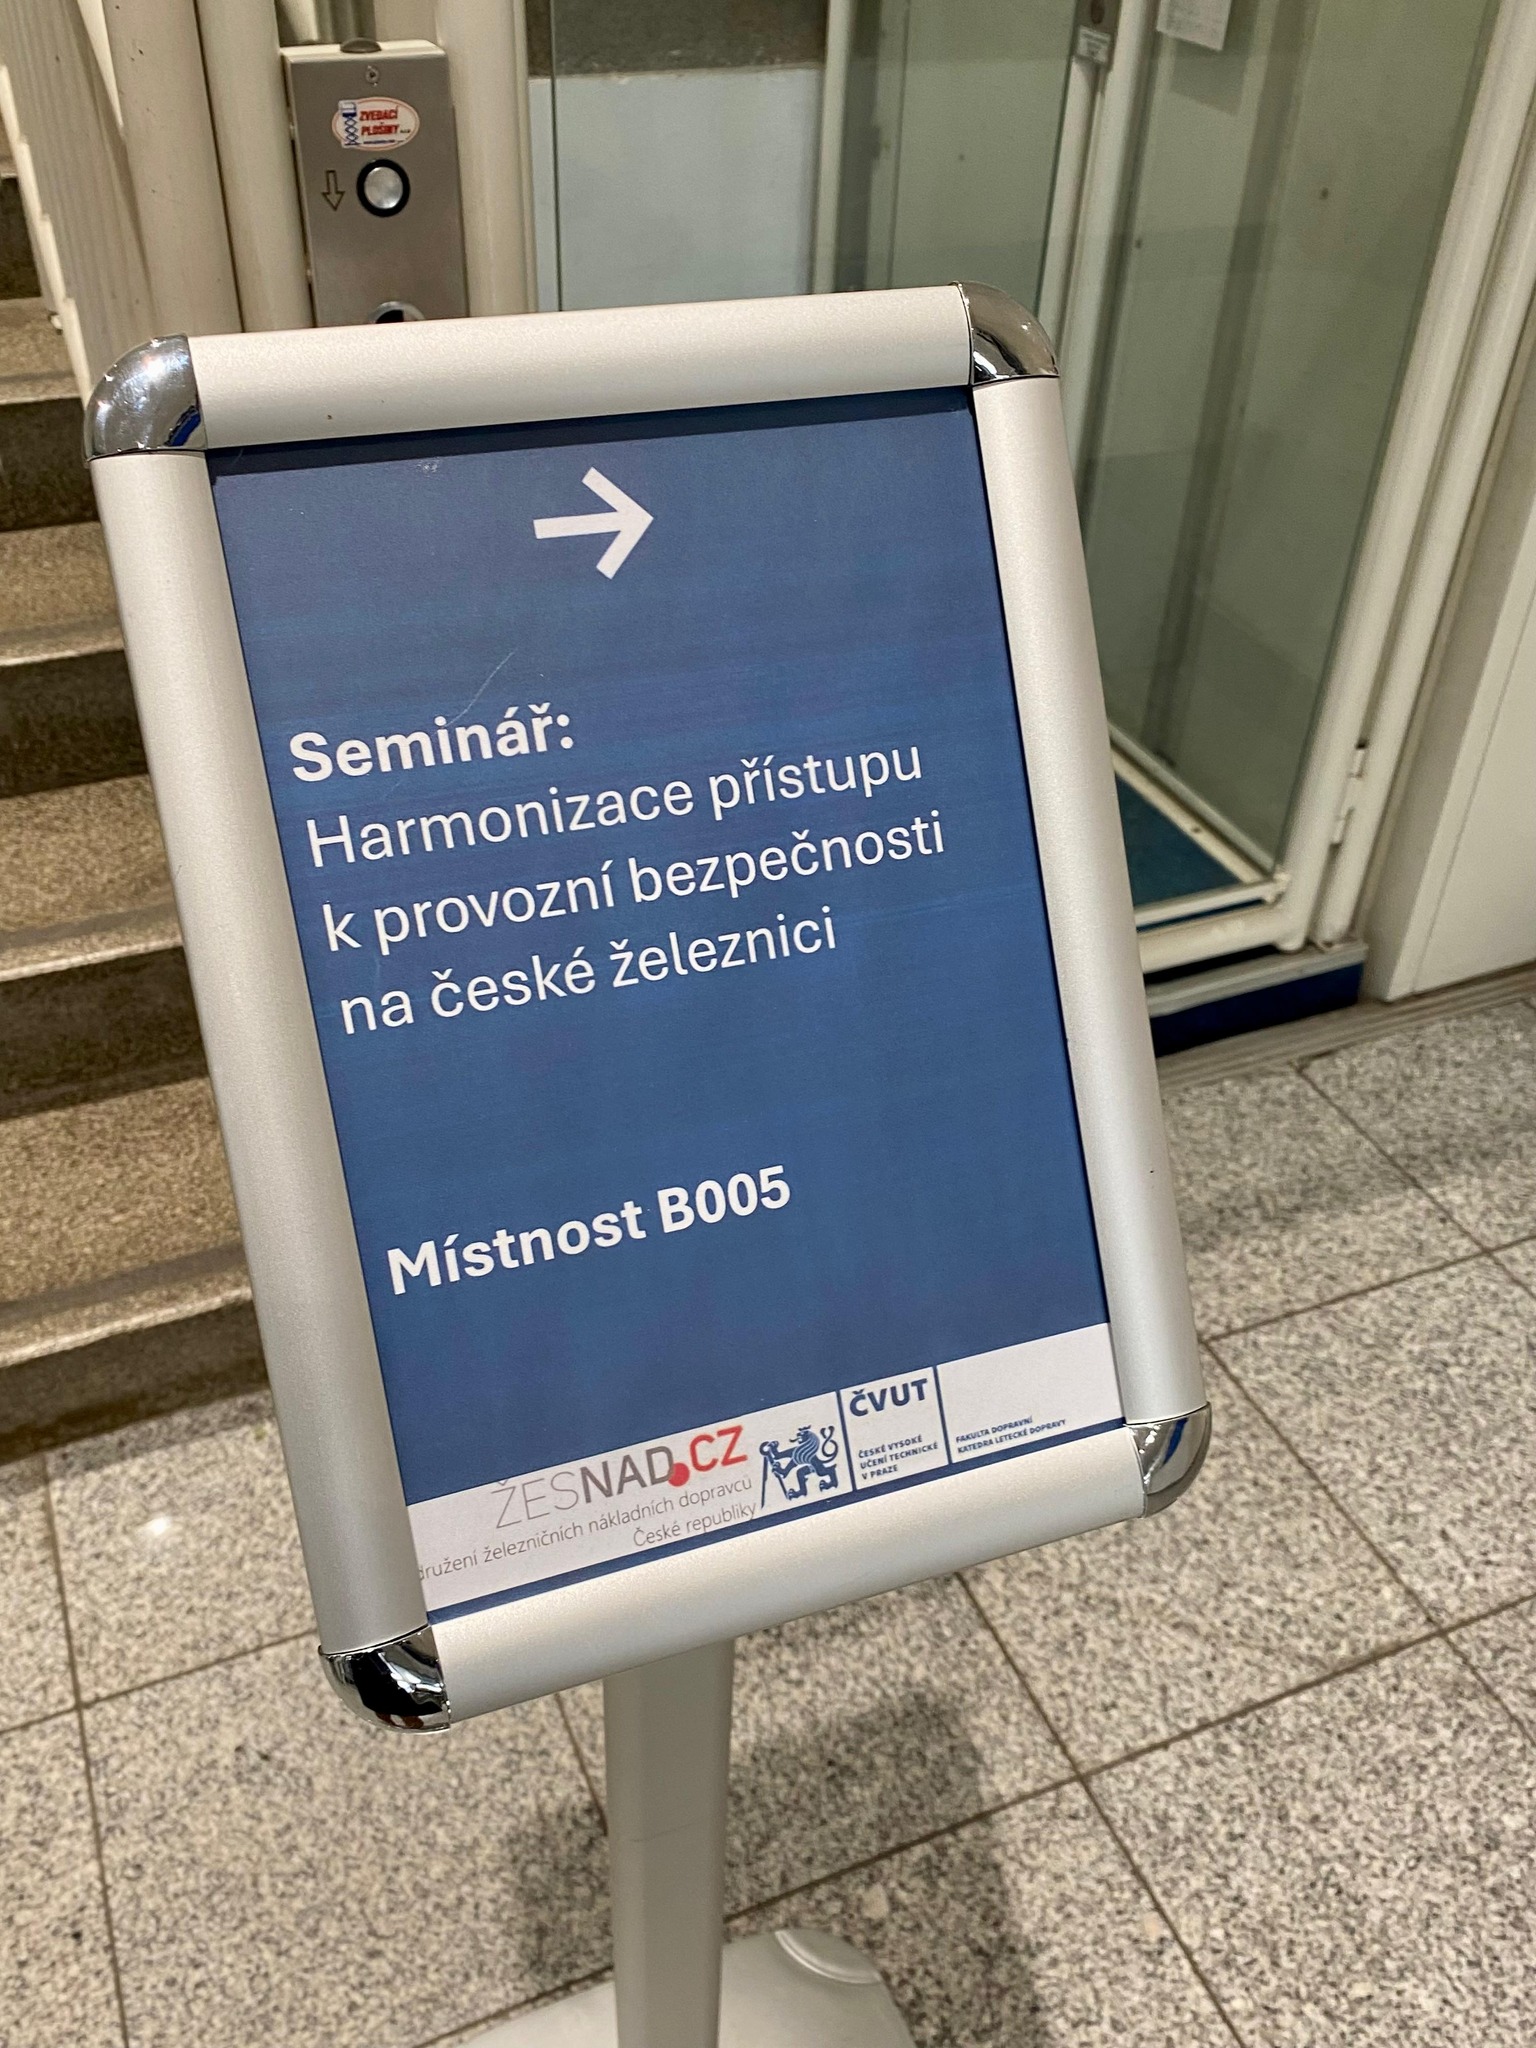 ZVEDACÍ
PLOŠINY
→
Seminář:
Harmonizace přístupu
k provozní bezpečnosti
na české železnici
Místnost B005
ŽESNAD.CZ
družení železničních nákladních dopravců
České republiky
ČVUT
ČESKÉ VYSOKÉ
UČENÍ TECHNICKÉ
V PRAZE
FAKULTA DOPRAVNÍ
KATEDRA LETECKÉ DOPRAVY